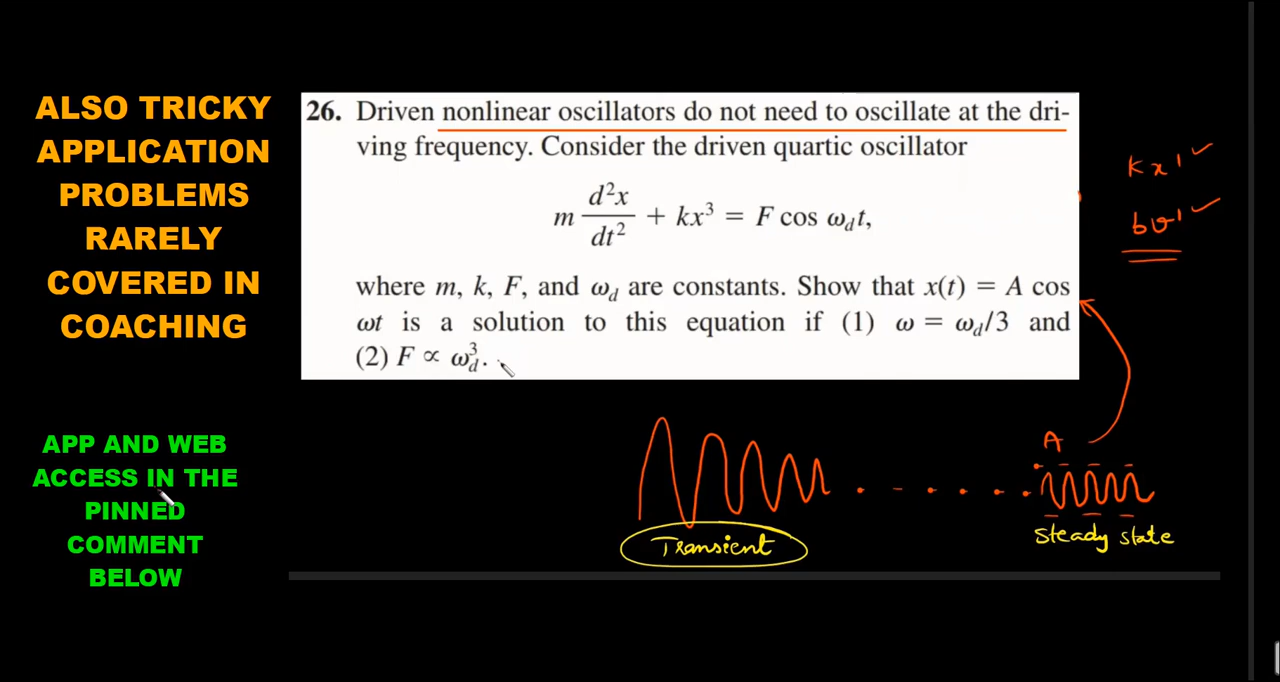 ALSO TRICKY
APPLICATION
PROBLEMS
RARELY
COVERED IN
COACHING
APP AND WEB
ACCESS IN THE
PINNED
COMMENT
BELOW
26. Driven nonlinear oscillators do not need to oscillate at the dri-
ving frequency. Consider the driven quartic oscillator
m d²x/dt² + kx³ = F cos ω_d t,
where m, k, F, and ω_d are constants. Show that x(t) = A cos
ωt is a solution to this equation if (1) ω = ω_d/3 and
(2) F ∝ ω_d³.
kx¹ ✓
bv¹ ✓
A
Transient
steady state